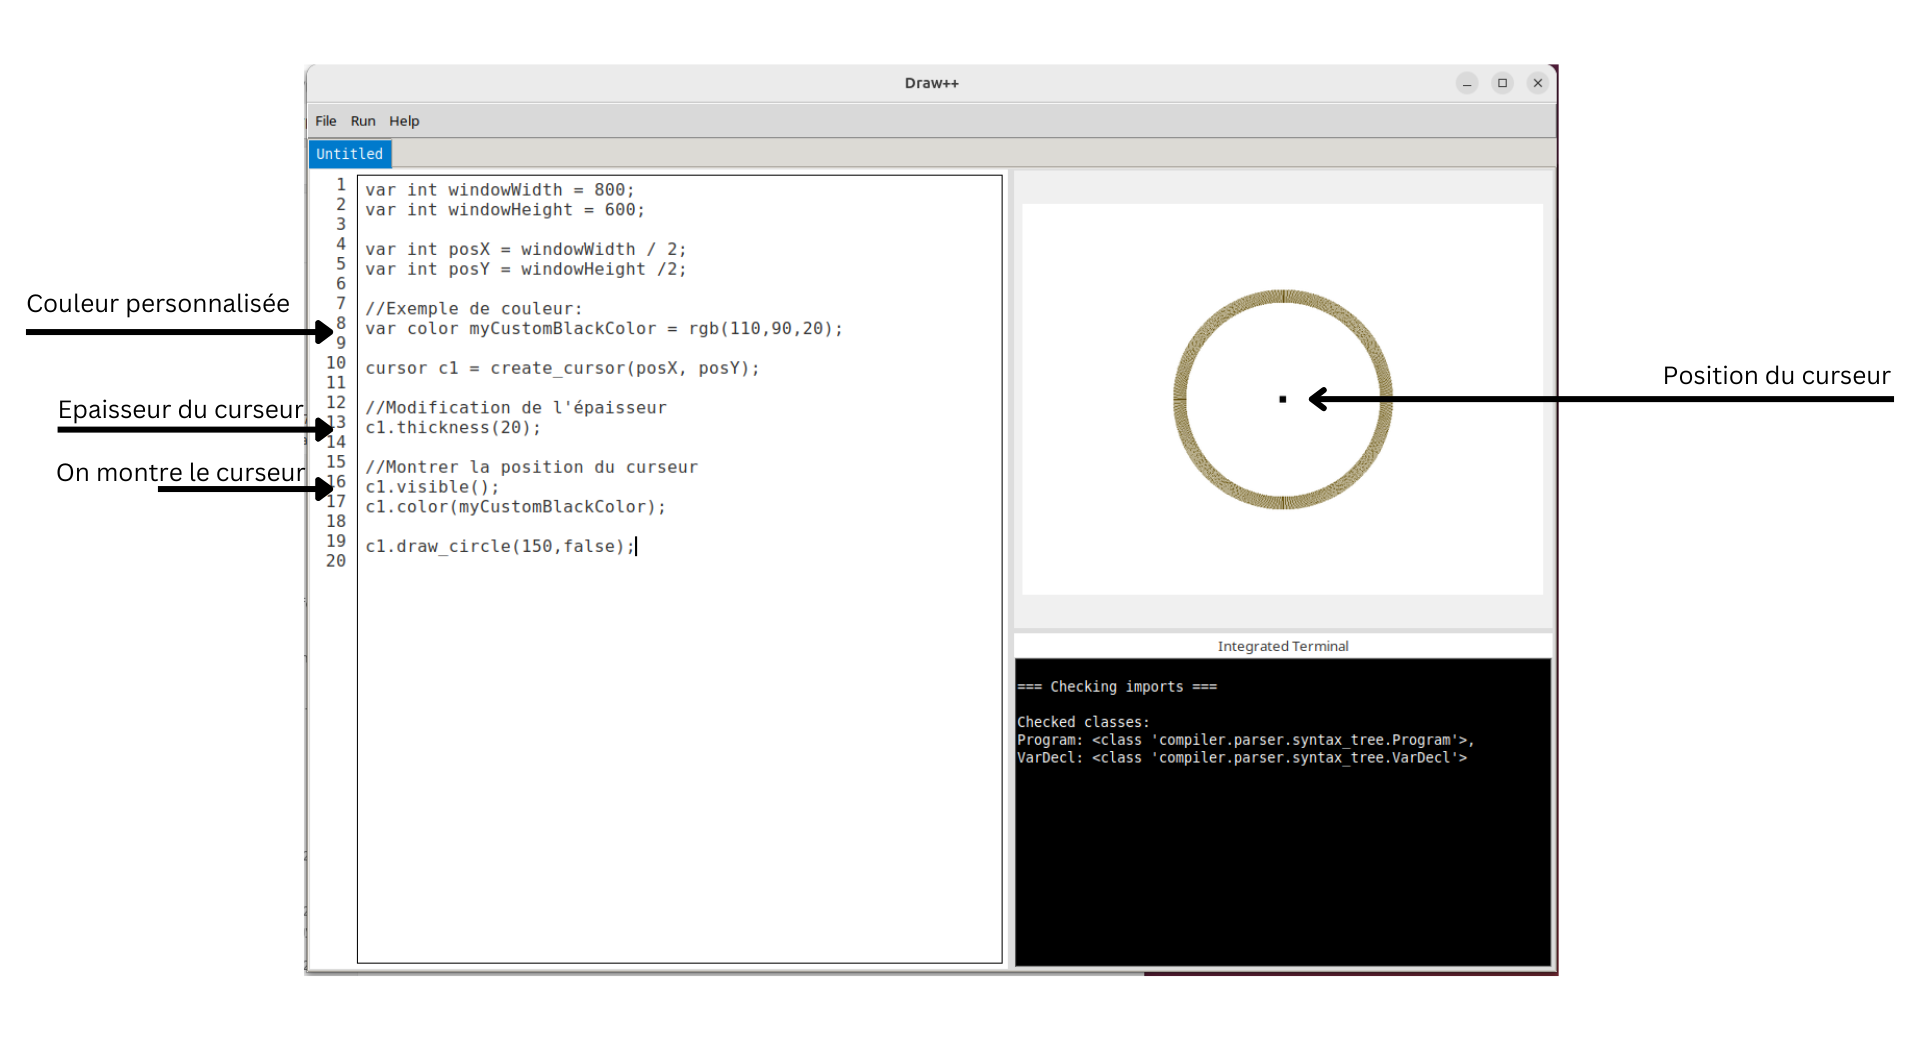 Draw++
File Run Help
Untitled
1 var int windowWidth = 800;
2 var int windowHeight = 600;
3
4 var int posX = windowWidth / 2;
5 var int posY = windowHeight /2;
6
7 //Exemple de couleur:
Couleur personnalisée
8 var color myCustomBlackColor = rgb(110,90,20);
9
10 cursor c1 = create_cursor(posX, posY);
11
12 //Modification de l'épaisseur
Epaisseur du curseur
13 c1.thickness(20);
14
15 //Montrer la position du curseur
On montre le curseur
16 c1.visible();
17 c1.color(myCustomBlackColor);
18
19 c1.draw_circle(150,false);
20
Position du curseur
Integrated Terminal
=== Checking imports ===
Checked classes:
Program: <class 'compiler.parser.syntax_tree.Program'>,
VarDecl: <class 'compiler.parser.syntax_tree.VarDecl'>